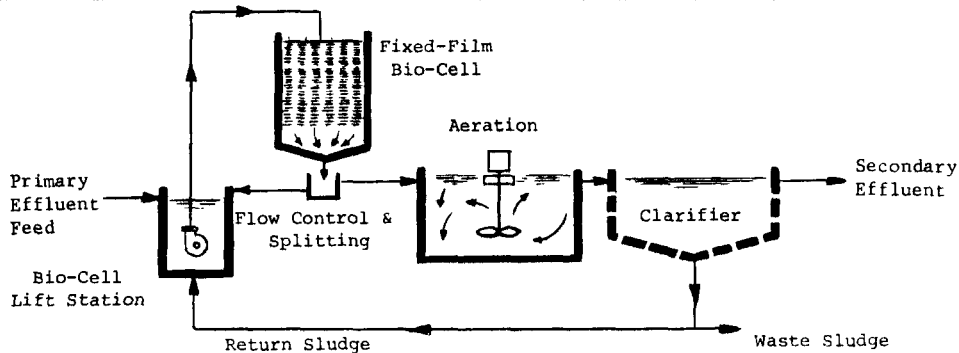 Fixed-Film
Bio-Cell
Aeration
Primary
Effluent
Feed
Flow Control &
Splitting
Clarifier
Secondary
Effluent
Bio-Cell
Lift Station
Return Sludge
Waste Sludge